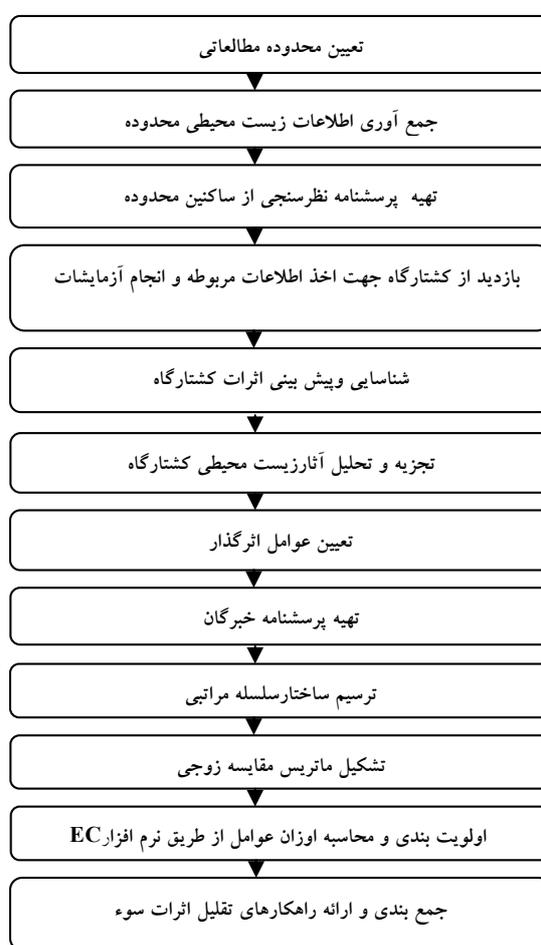 تعیین محدوده مطالعاتی
جمع آوری اطلاعات زیست محیطی محدوده
تهیه پرسشنامه نظرسنجی از ساکنین محدوده
بازدید از کشتارگاه جهت اخذ اطلاعات مربوطه و انجام آزمایشات
شناسایی وپیش بینی اثرات کشتارگاه
تجزیه و تحلیل آثارزیست محیطی کشتارگاه
تعیین عوامل اثرگذار
تهیه پرسشنامه خبرگان
ترسیم ساختارسلسله مراتبی
تشکیل ماتریس مقایسه زوجی
اولویت بندی و محاسبه اوزان عوامل از طریق نرم افزارEC
جمع بندی و ارائه راهکارهای تقلیل اثرات سوء